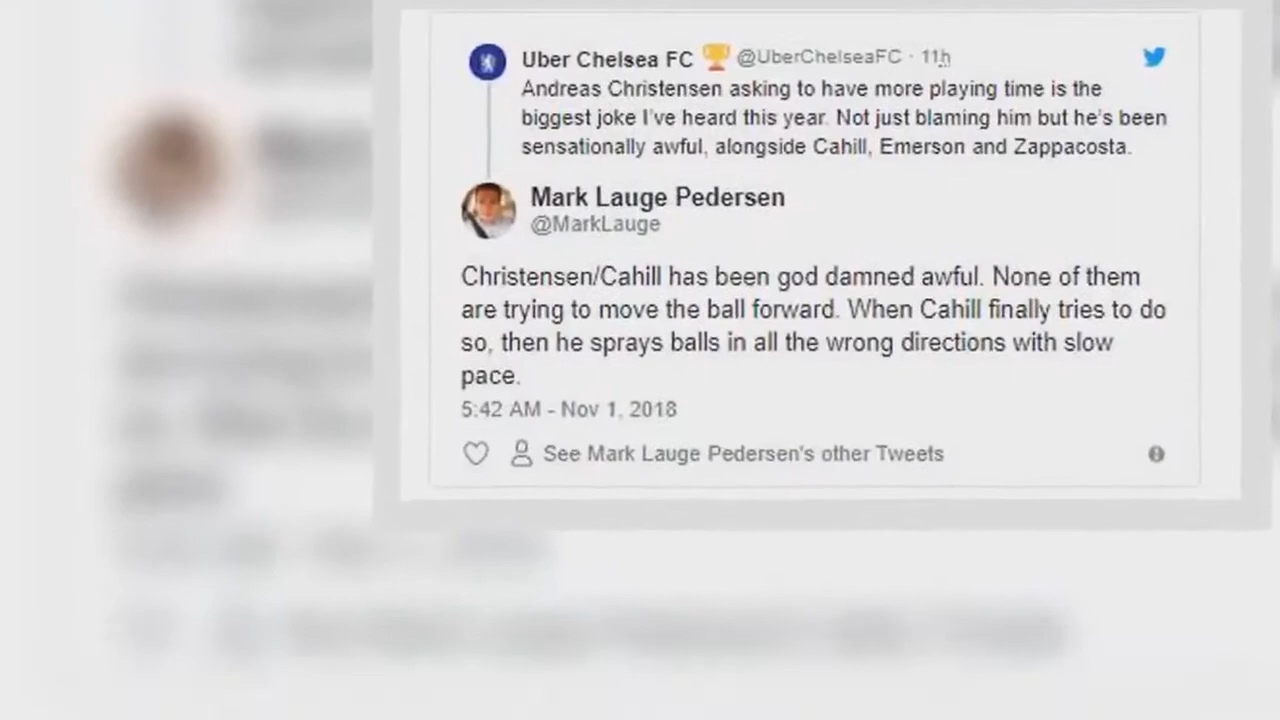 Uber Chelsea FC 🏆 @UberChelseaFC · 11h
Andreas Christensen asking to have more playing time is the
biggest joke I've heard this year. Not just blaming him but he's been
sensationally awful, alongside Cahill, Emerson and Zappacosta.
Mark Lauge Pedersen
@MarkLauge
Christensen/Cahill has been god damned awful. None of them
are trying to move the ball forward. When Cahill finally tries to do
so, then he sprays balls in all the wrong directions with slow
pace.
5:42 AM - Nov 1, 2018
See Mark Lauge Pedersen's other Tweets